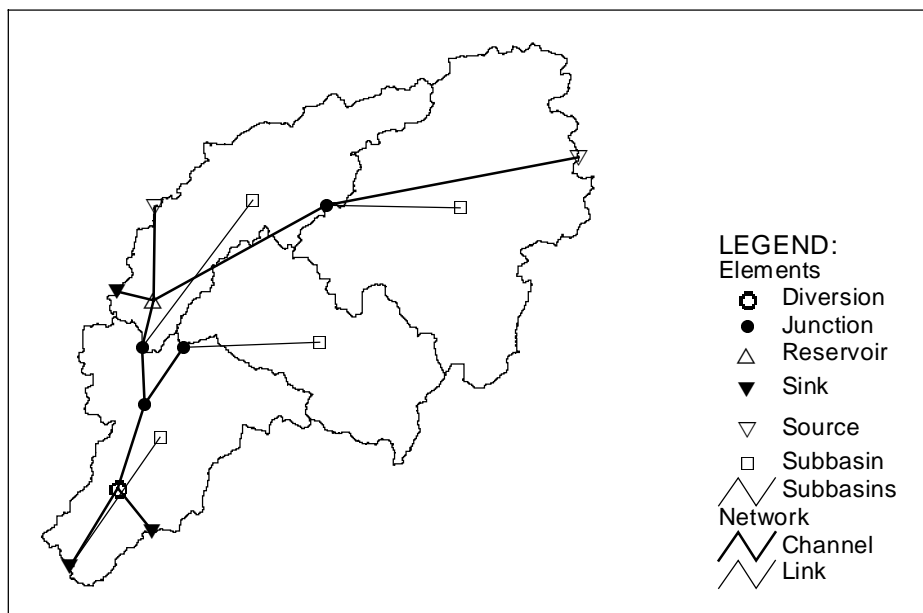 LEGEND:
Elements
Diversion
Junction
Reservoir
Sink
Source
Subbasin
Subbasins
Network
Channel
Link